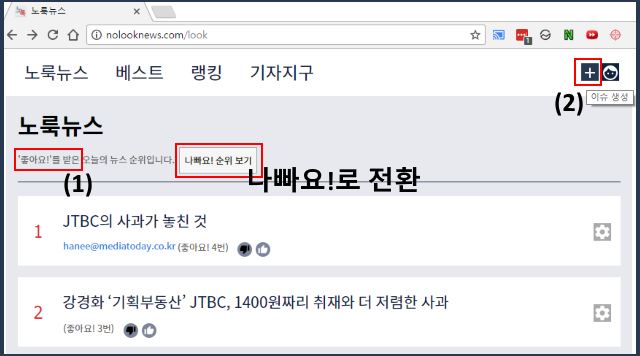 노룩뉴스
nolooknews.com/look
1
N
노룩뉴스 베스트 랭킹 기자지구
이슈 생성
(2)
노룩뉴스
'좋아요!'를 받은 오늘의 뉴스 순위입니다. 나빠요! 순위 보기
(1)
나빠요!로 전환
1 JTBC의 사과가 놓친 것
hanee@mediatoday.co.kr (좋아요! 4번)
2 강경화 ‘기획부동산’ JTBC, 1400원짜리 취재와 더 저렴한 사과
(좋아요! 3번)